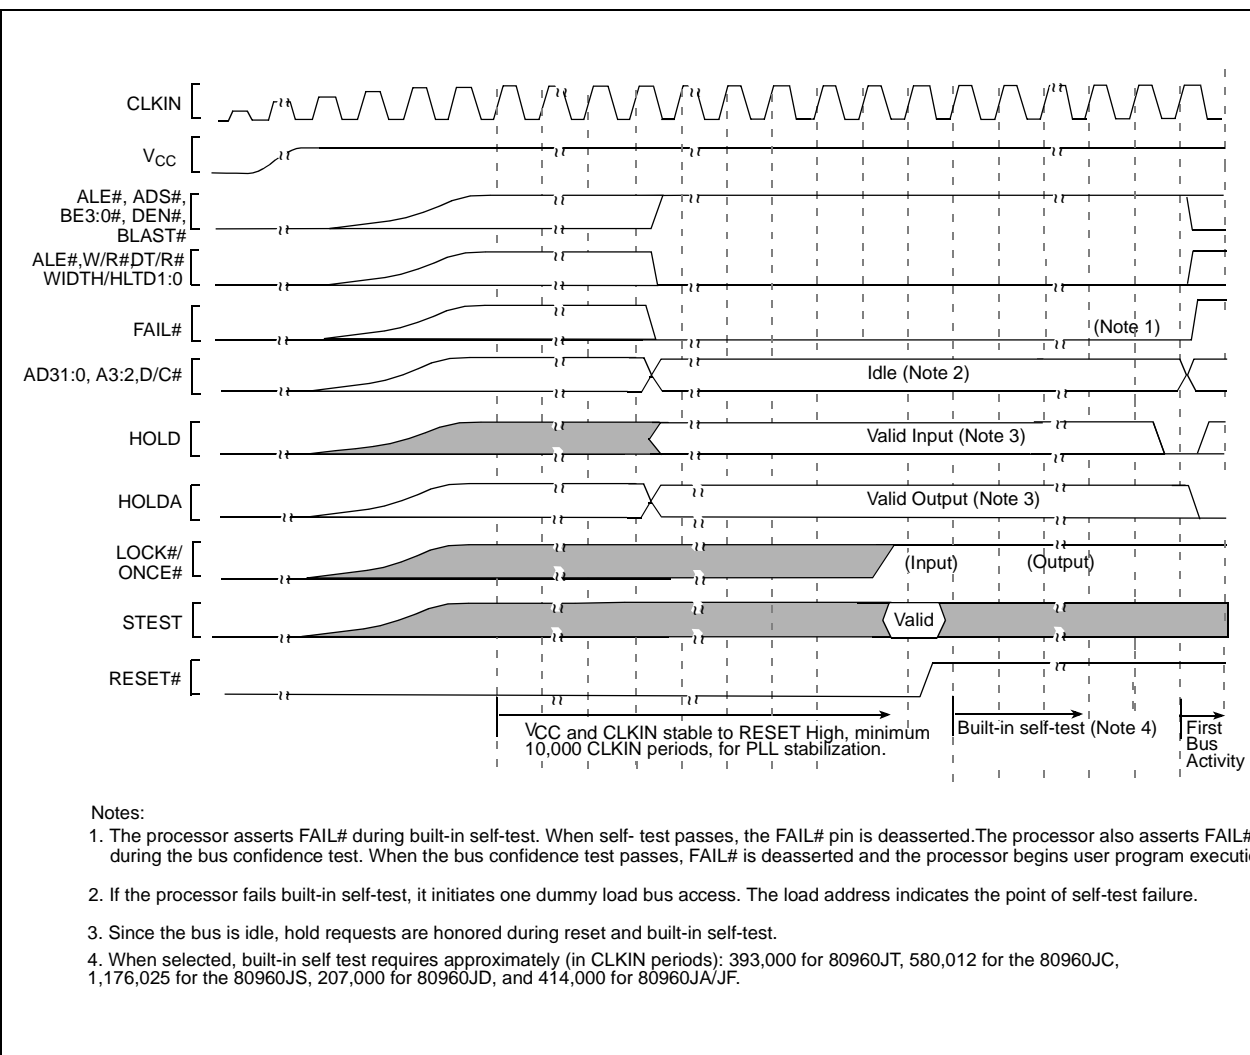 CLKIN
VCC
ALE#, ADS#,
BE3:0#, DEN#,
BLAST#
ALE#,W/R#,DT/R#
WIDTH/HLTD1:0
FAIL#
(Note 1)
AD31:0, A3:2,D/C#
Idle (Note 2)
HOLD
Valid Input (Note 3)
HOLDA
Valid Output (Note 3)
LOCK#/
ONCE#
(Input)
(Output)
STEST
Valid
RESET#
VCC and CLKIN stable to RESET High, minimum
10,000 CLKIN periods, for PLL stabilization.
Built-in self-test (Note 4)
First
Bus
Activity
Notes:
1. The processor asserts FAIL# during built-in self-test. When self- test passes, the FAIL# pin is deasserted.The processor also asserts FAIL#
during the bus confidence test. When the bus confidence test passes, FAIL# is deasserted and the processor begins user program executi
2. If the processor fails built-in self-test, it initiates one dummy load bus access. The load address indicates the point of self-test failure.
3. Since the bus is idle, hold requests are honored during reset and built-in self-test.
4. When selected, built-in self test requires approximately (in CLKIN periods): 393,000 for 80960JT, 580,012 for the 80960JC,
1,176,025 for the 80960JS, 207,000 for 80960JD, and 414,000 for 80960JA/JF.